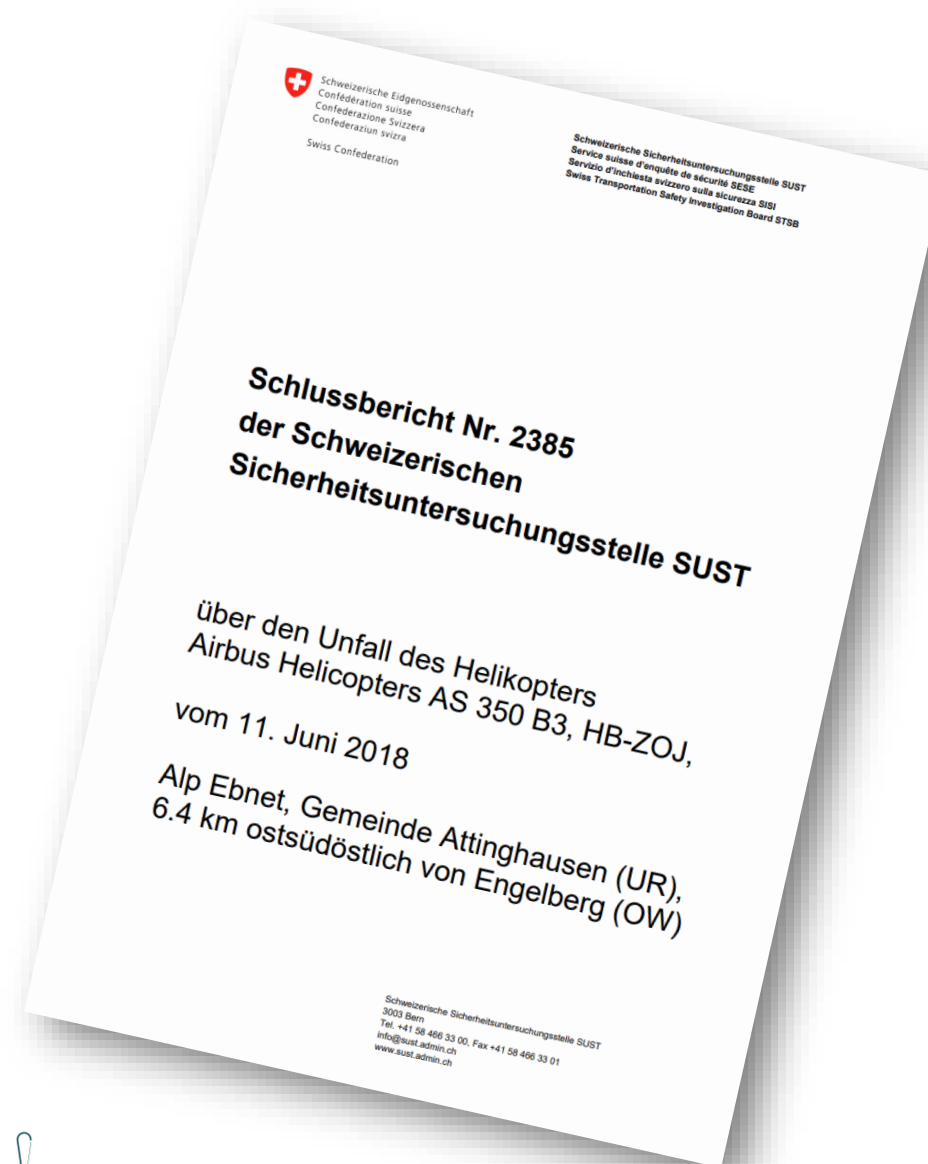 Schweizerische Eidgenossenschaft
Confédération suisse
Confederazione Svizzera
Confederaziun svizra
Swiss Confederation
Schweizerische Sicherheitsuntersuchungsstelle SUST
Service suisse d'enquête de sécurité SESE
Servizio d'inchiesta svizzero sulla sicurezza SISI
Swiss Transportation Safety Investigation Board STSB
Schlussbericht Nr. 2385
der Schweizerischen
Sicherheitsuntersuchungsstelle SUST
über den Unfall des Helikopters
Airbus Helicopters AS 350 B3, HB-ZOJ,
vom 11. Juni 2018
Alp Ebnet, Gemeinde Attinghausen (UR),
6.4 km ostsüdöstlich von Engelberg (OW)
Schweizerische Sicherheitsuntersuchungsstelle SUST
3003 Bern
Tel. +41 58 466 33 00, Fax +41 58 466 33 01
info@sust.admin.ch
www.sust.admin.ch